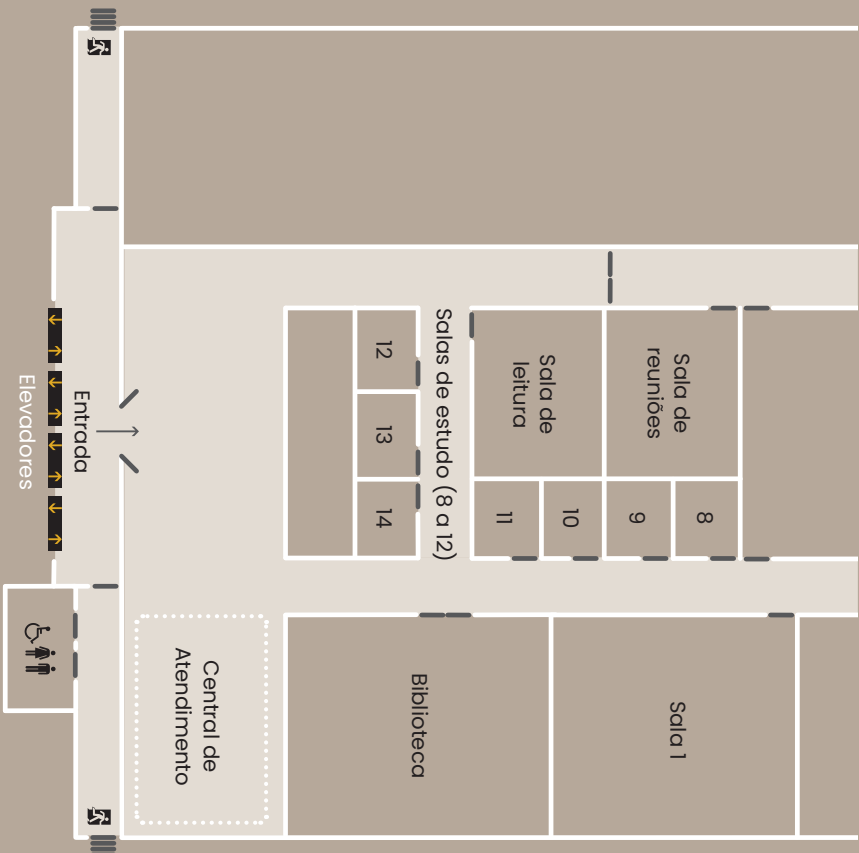 Elevadores
Entrada
Central de
Atendimento
12
13
14
Salas de estudo (8 a 12)
Sala de
leitura
Sala de
reuniões
11
10
9
8
Biblioteca
Sala 1